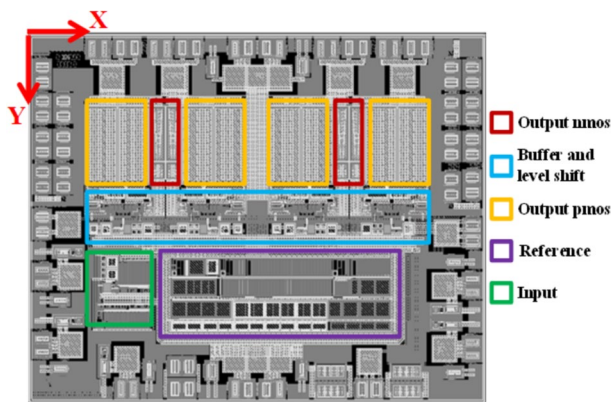 X
Y
Output nmos
Buffer and
level shift
Output pmos
Reference
Input